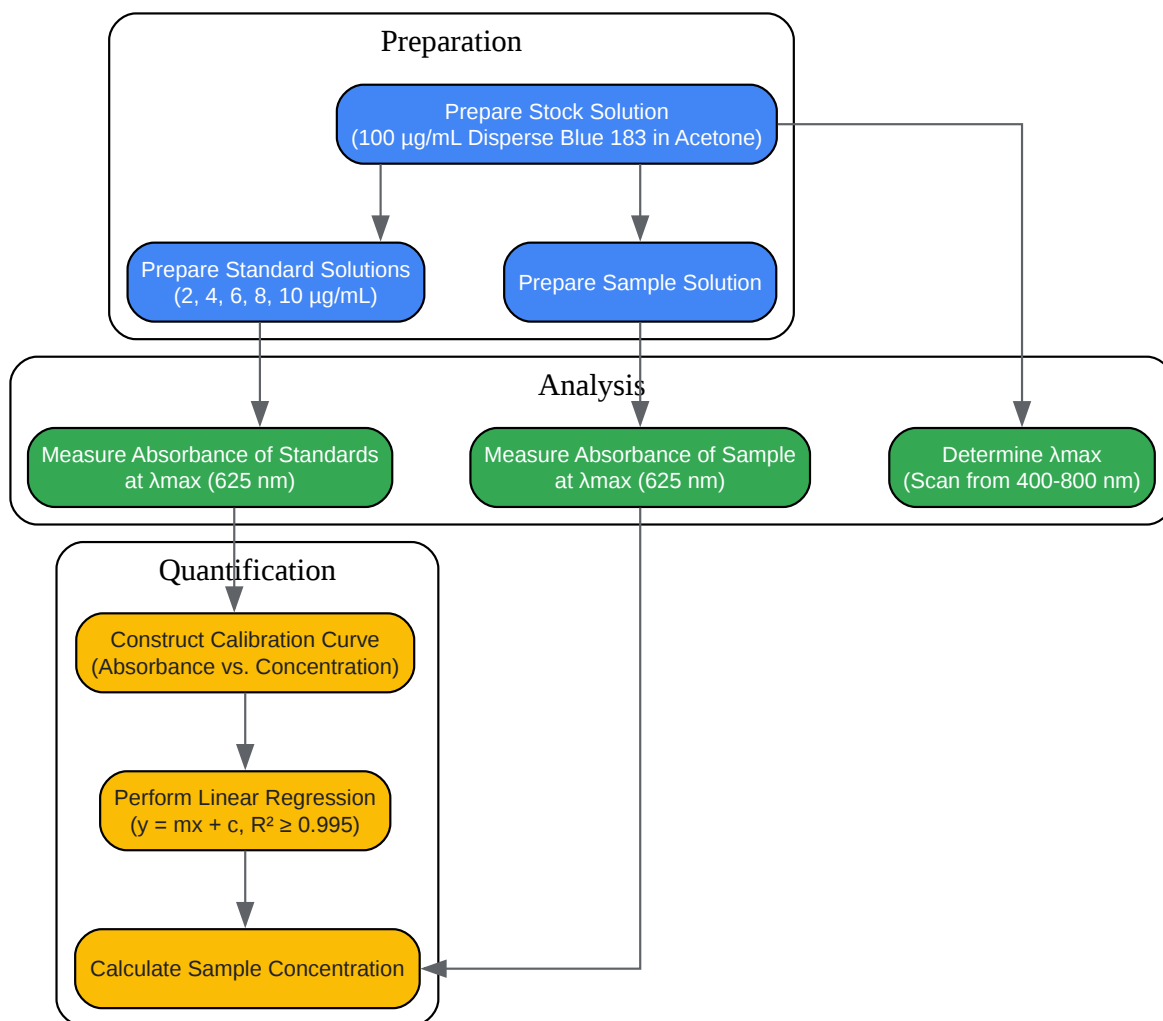 Preparation
Prepare Stock Solution
(100 µg/mL Disperse Blue 183 in Acetone)
Prepare Standard Solutions
(2, 4, 6, 8, 10 µg/mL)
Prepare Sample Solution
Analysis
Measure Absorbance of Standards
at λmax (625 nm)
Measure Absorbance of Sample
at λmax (625 nm)
Determine λmax
(Scan from 400-800 nm)
Quantification
Construct Calibration Curve
(Absorbance vs. Concentration)
Perform Linear Regression
(y = mx + c, R² ≥ 0.995)
Calculate Sample Concentration